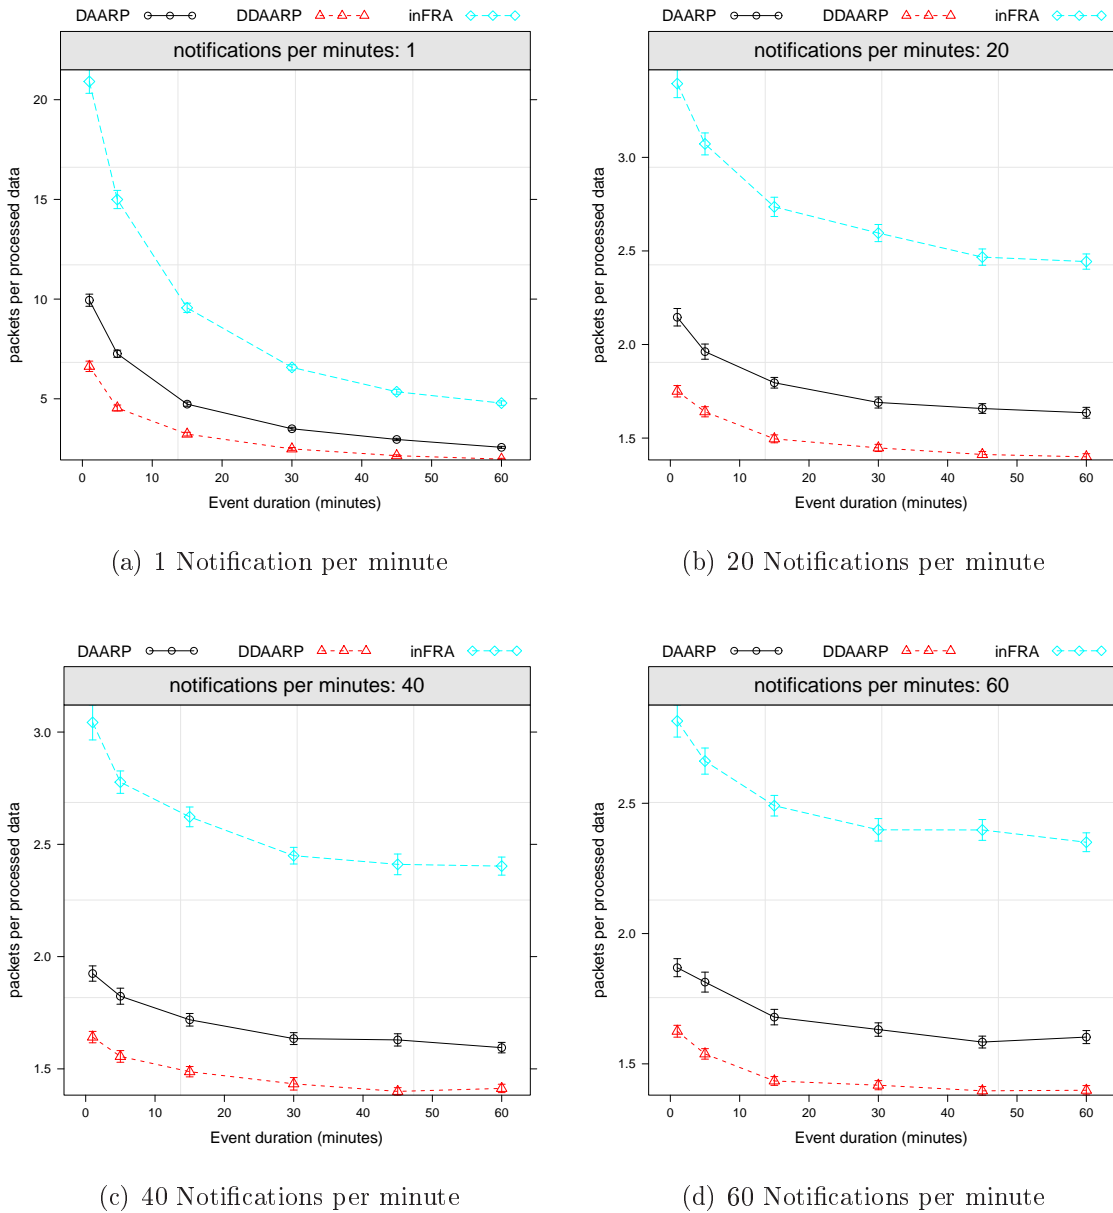 DAARP DDAARP inFRA
notifications per minutes: 1
packets per processed data
20
15
10
5
0 10 20 30 40 50 60
Event duration (minutes)
(a) 1 Notification per minute
DAARP DDAARP inFRA
notifications per minutes: 20
packets per processed data
3.0
2.5
2.0
1.5
0 10 20 30 40 50 60
Event duration (minutes)
(b) 20 Notifications per minute
DAARP DDAARP inFRA
notifications per minutes: 40
packets per processed data
3.0
2.5
2.0
1.5
0 10 20 30 40 50 60
Event duration (minutes)
(c) 40 Notifications per minute
DAARP DDAARP inFRA
notifications per minutes: 60
packets per processed data
2.5
2.0
1.5
0 10 20 30 40 50 60
Event duration (minutes)
(d) 60 Notifications per minute